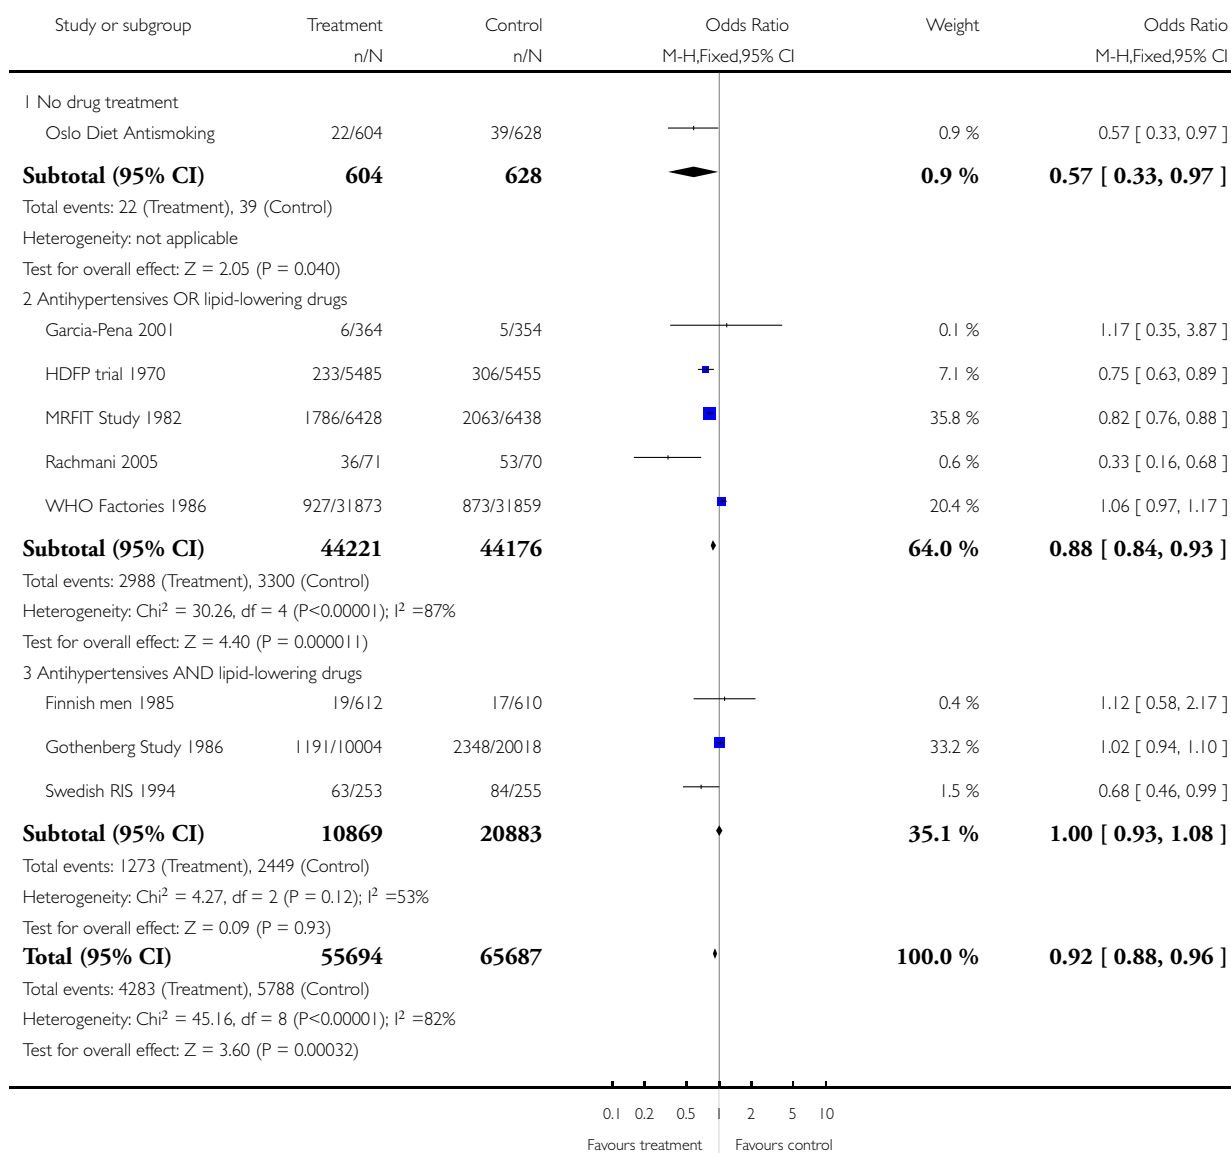 Study or subgroup Treatment Control Odds Ratio Weight Odds Ratio
n/N n/N M-H,Fixed,95% CI M-H,Fixed,95% CI
1 No drug treatment
Oslo Diet Antismoking 22/604 39/628 0.9 % 0.57 [ 0.33, 0.97 ]
Subtotal (95% CI) 604 628 0.9 % 0.57 [ 0.33, 0.97 ]
Total events: 22 (Treatment), 39 (Control)
Heterogeneity: not applicable
Test for overall effect: Z = 2.05 (P = 0.040)
2 Antihypertensives OR lipid-lowering drugs
Garcia-Pena 2001 6/364 5/354 0.1 % 1.17 [ 0.35, 3.87 ]
HDFP trial 1970 233/5485 306/5455 7.1 % 0.75 [ 0.63, 0.89 ]
MRFIT Study 1982 1786/6428 2063/6438 35.8 % 0.82 [ 0.76, 0.88 ]
Rachmani 2005 36/71 53/70 0.6 % 0.33 [ 0.16, 0.68 ]
WHO Factories 1986 927/31873 873/31859 20.4 % 1.06 [ 0.97, 1.17 ]
Subtotal (95% CI) 44221 44176 64.0 % 0.88 [ 0.84, 0.93 ]
Total events: 2988 (Treatment), 3300 (Control)
Heterogeneity: Chi² = 30.26, df = 4 (P<0.00001); I² =87%
Test for overall effect: Z = 4.40 (P = 0.000011)
3 Antihypertensives AND lipid-lowering drugs
Finnish men 1985 19/612 17/610 0.4 % 1.12 [ 0.58, 2.17 ]
Gothenberg Study 1986 1191/10004 2348/20018 33.2 % 1.02 [ 0.94, 1.10 ]
Swedish RIS 1994 63/253 84/255 1.5 % 0.68 [ 0.46, 0.99 ]
Subtotal (95% CI) 10869 20883 35.1 % 1.00 [ 0.93, 1.08 ]
Total events: 1273 (Treatment), 2449 (Control)
Heterogeneity: Chi² = 4.27, df = 2 (P = 0.12); I² =53%
Test for overall effect: Z = 0.09 (P = 0.93)
Total (95% CI) 55694 65687 100.0 % 0.92 [ 0.88, 0.96 ]
Total events: 4283 (Treatment), 5788 (Control)
Heterogeneity: Chi² = 45.16, df = 8 (P<0.00001); I² =82%
Test for overall effect: Z = 3.60 (P = 0.00032)
0.1 0.2 0.5 1 2 5 10
Favours treatment Favours control